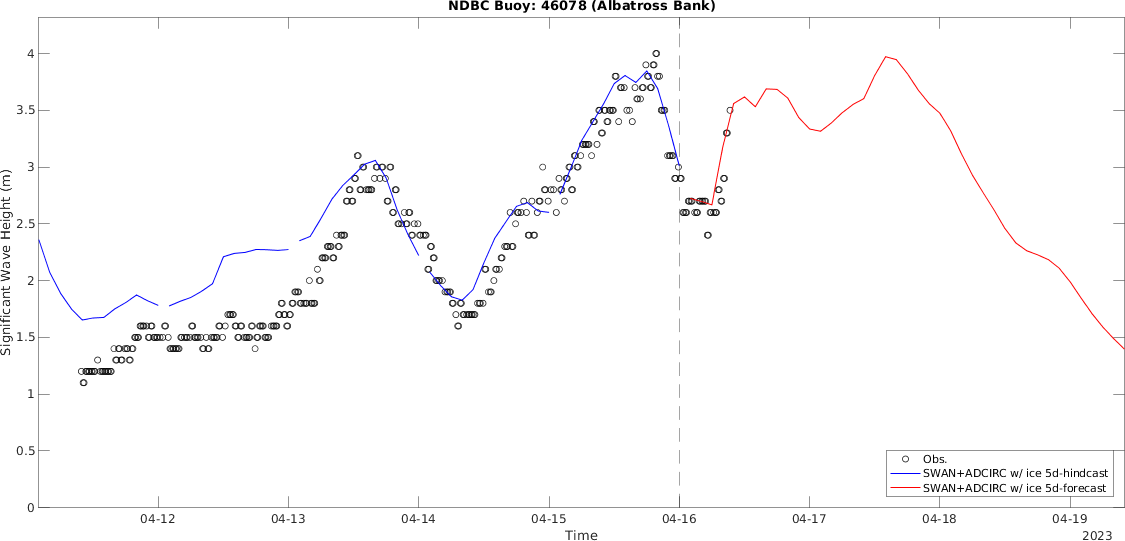 NDBC Buoy: 46078 (Albatross Bank)
4
3.5
3
2.5
2
1.5
1
0.5
0
Significant Wave Height (m)
Obs.
SWAN+ADCIRC w/ ice 5d-hindcast
SWAN+ADCIRC w/ ice 5d-forecast
04-12 04-13 04-14 04-15 04-16 04-17 04-18 04-19
Time
2023